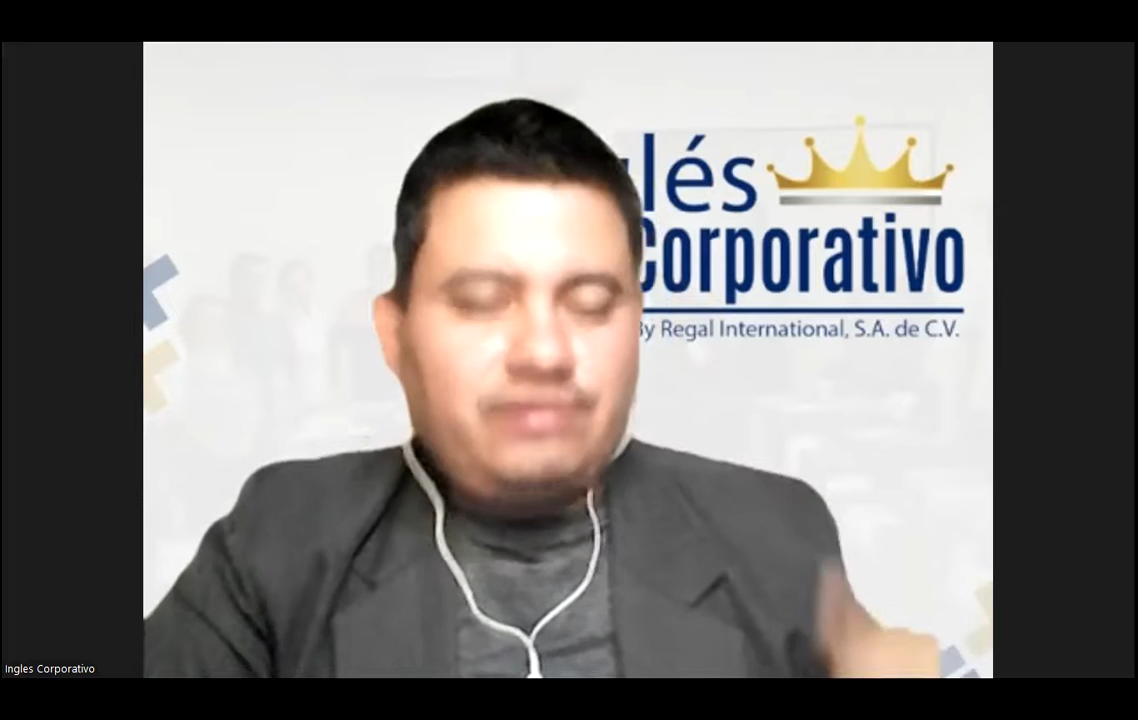 lés
Corporativo
By Regal International, S.A. de C.V.
Ingles Corporativo